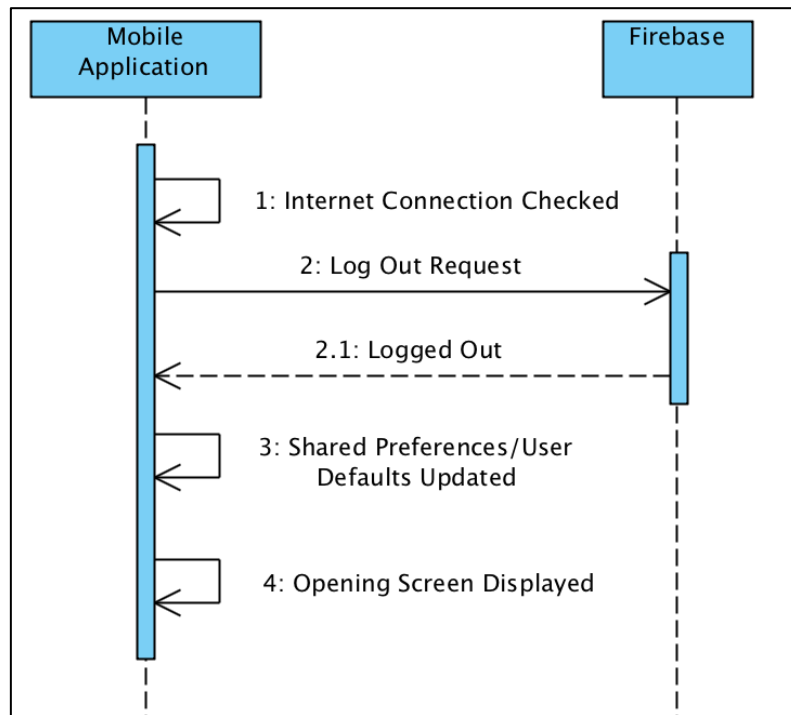 Mobile
Application
Firebase
1: Internet Connection Checked
2: Log Out Request
2.1: Logged Out
3: Shared Preferences/User
Defaults Updated
4: Opening Screen Displayed